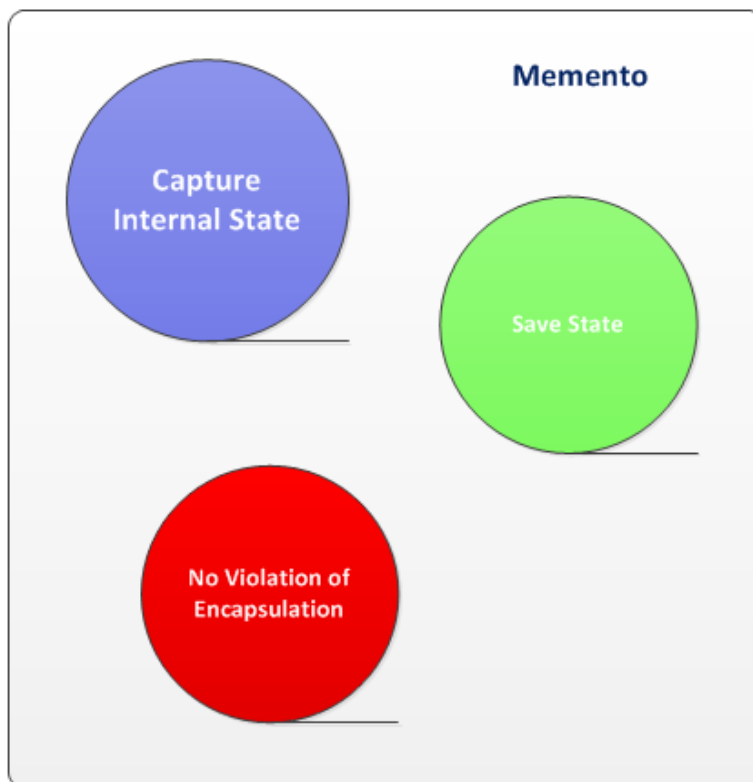 Memento
Capture
Internal State
Save State
No Violation of
Encapsulation